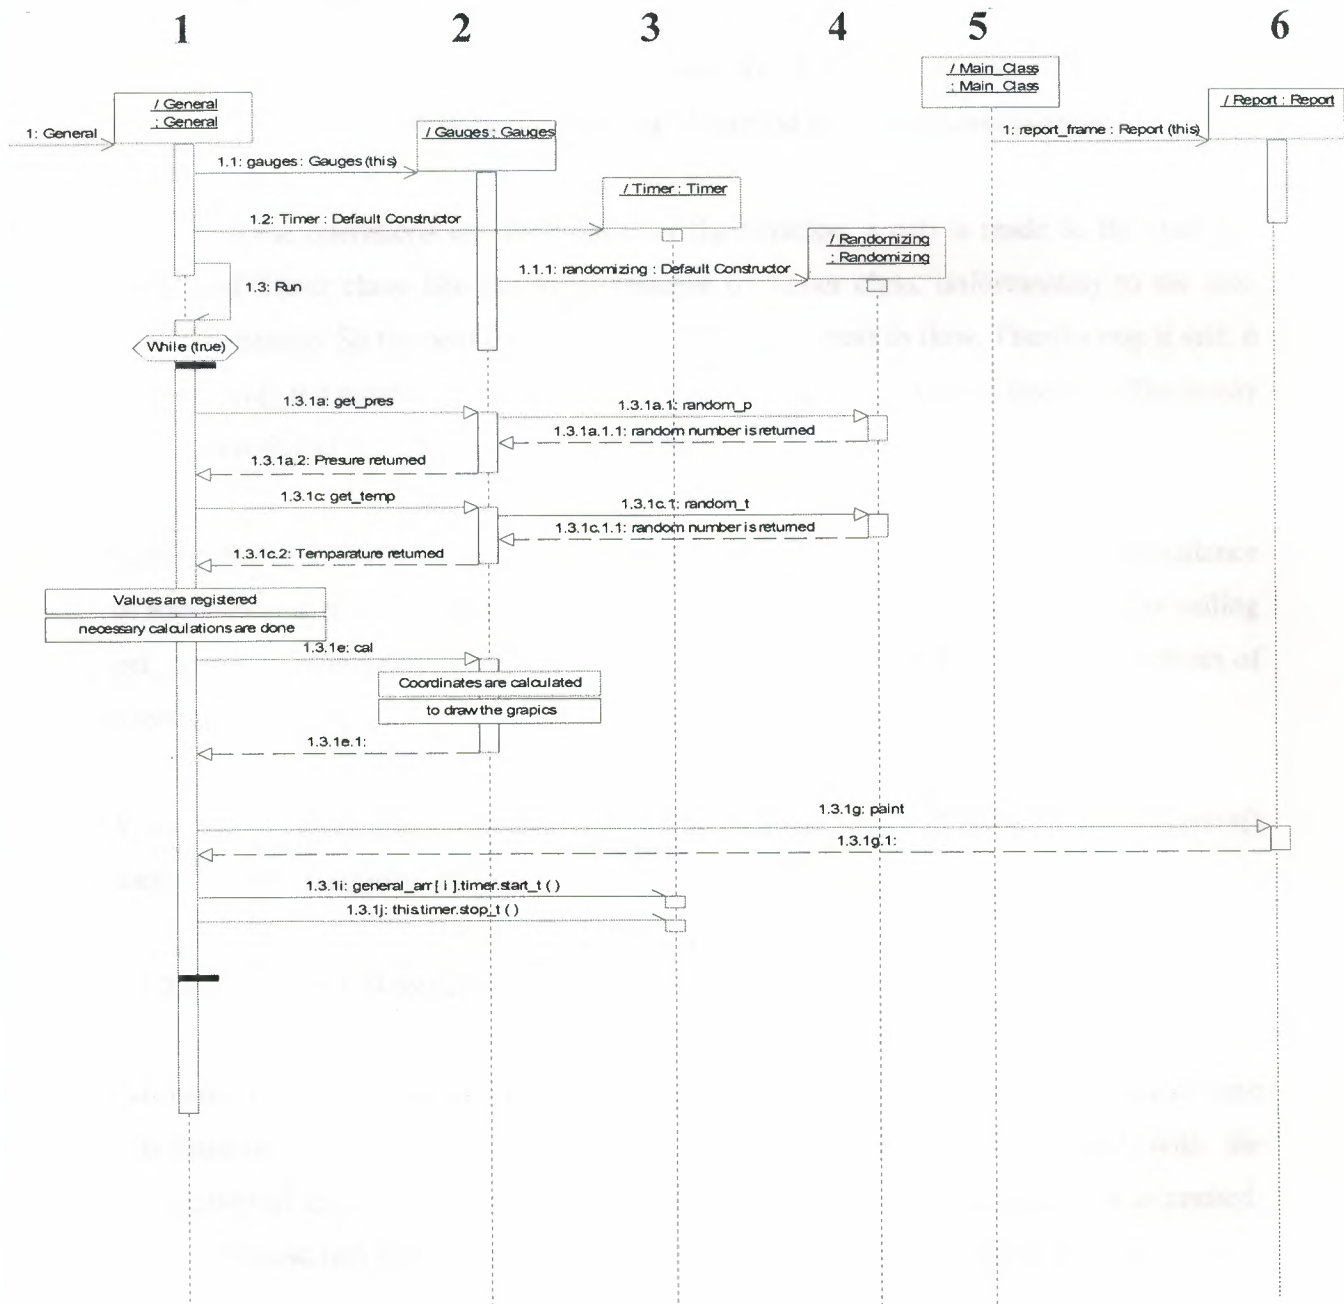 1 2 3 4 5 6
/ General
: General
/ Gauges : Gauges
/ Timer : Timer
/ Randomizing
: Randomizing
/ Main_Class
: Main_Class
/ Report : Report
1: General
1: report_frame : Report (this)
1.1: gauges : Gauges (this)
1.2: Timer : Default Constructor
1.1.1: randomizing : Default Constructor
1.3: Run
While (true)
1.3.1a: get_pres
1.3.1a.1: random_p
1.3.1a.1.1: random number is returned
1.3.1a.2: Presure returned
1.3.1c: get_temp
1.3.1c.1: random_t
1.3.1c.1.1: random number is returned
1.3.1c.2: Temparature returned
Values are registered
necessary calculations are done
1.3.1e: cal
Coordinates are calculated
to draw the grapics
1.3.1e.1:
1.3.1g: paint
1.3.1g.1:
1.3.1i: general_arr [ i ].timer.start_t ( )
1.3.1j: this.timer.stop_t ( )